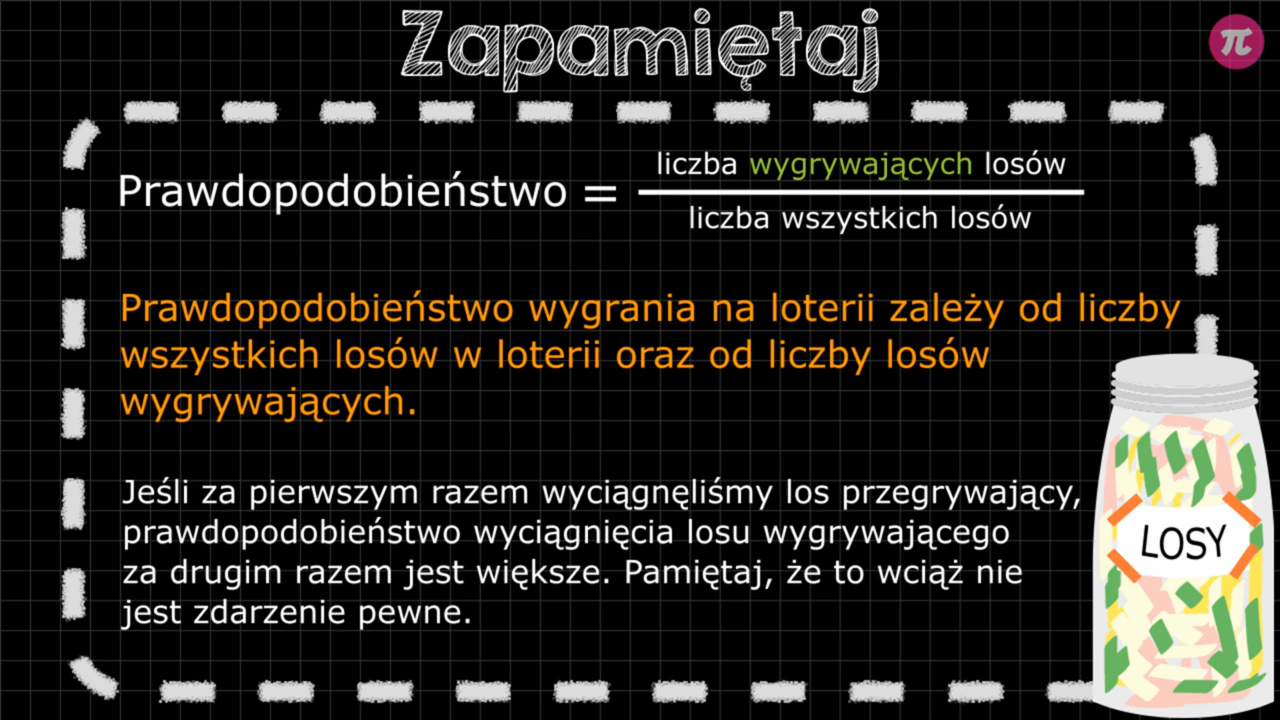 Zapamiętaj
π
Prawdopodobieństwo = liczba wygrywających losów
liczba wszystkich losów
Prawdopodobieństwo wygrania na loterii zależy od liczby
wszystkich losów w loterii oraz od liczby losów
wygrywających.
Jeśli za pierwszym razem wyciągnęliśmy los przegrywający,
prawdopodobieństwo wyciągnięcia losu wygrywającego
za drugim razem jest większe. Pamiętaj, że to wciąż nie
jest zdarzenie pewne.
LOSY